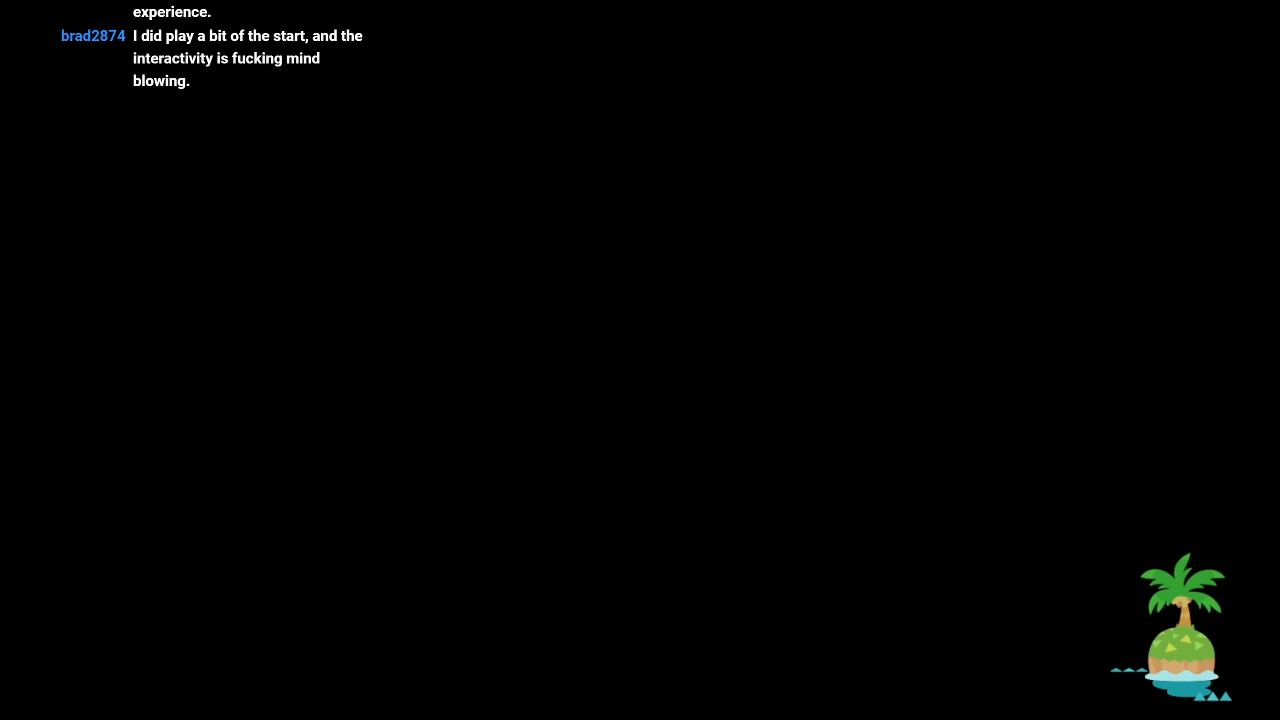 experience.
brad2874 I did play a bit of the start, and the
interactivity is fucking mind
blowing.